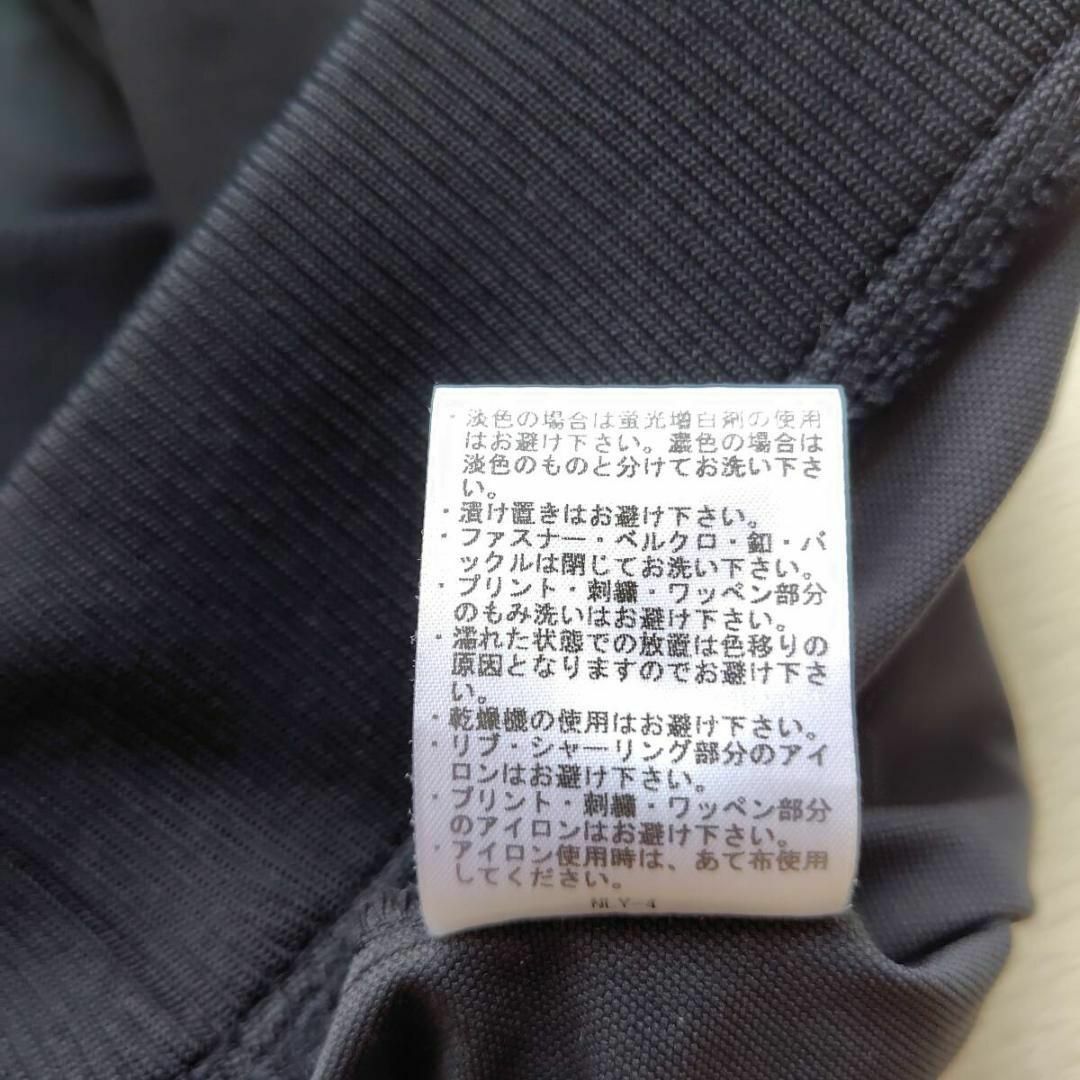 ・淡色の場合は蛍光増白剤の使用
はお避け下さい。濃色の場合は
淡色のものと分けてお洗い下さ
い。
・漬け置きはお避け下さい。
・ファスナー・ベルクロ・釦・バ
ックルは閉じてお洗い下さい。
・プリント・刺繍・ワッペン部分
のもみ洗いはお避け下さい。
・濡れた状態での放置は色移りの
原因となりますのでお避け下さ
い。
・乾燥機の使用はお避け下さい。
・リブ・シャーリング部分のアイ
ロンはお避け下さい。
・プリント・刺繍・ワッペン部分
のアイロンはお避け下さい。
・アイロン使用時は、あて布使用
してください。
NLY-4